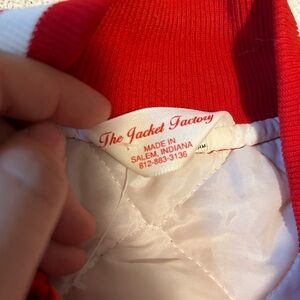 The Jacket Factory
MADE IN
SALEM, INDIANA
812-883-3136